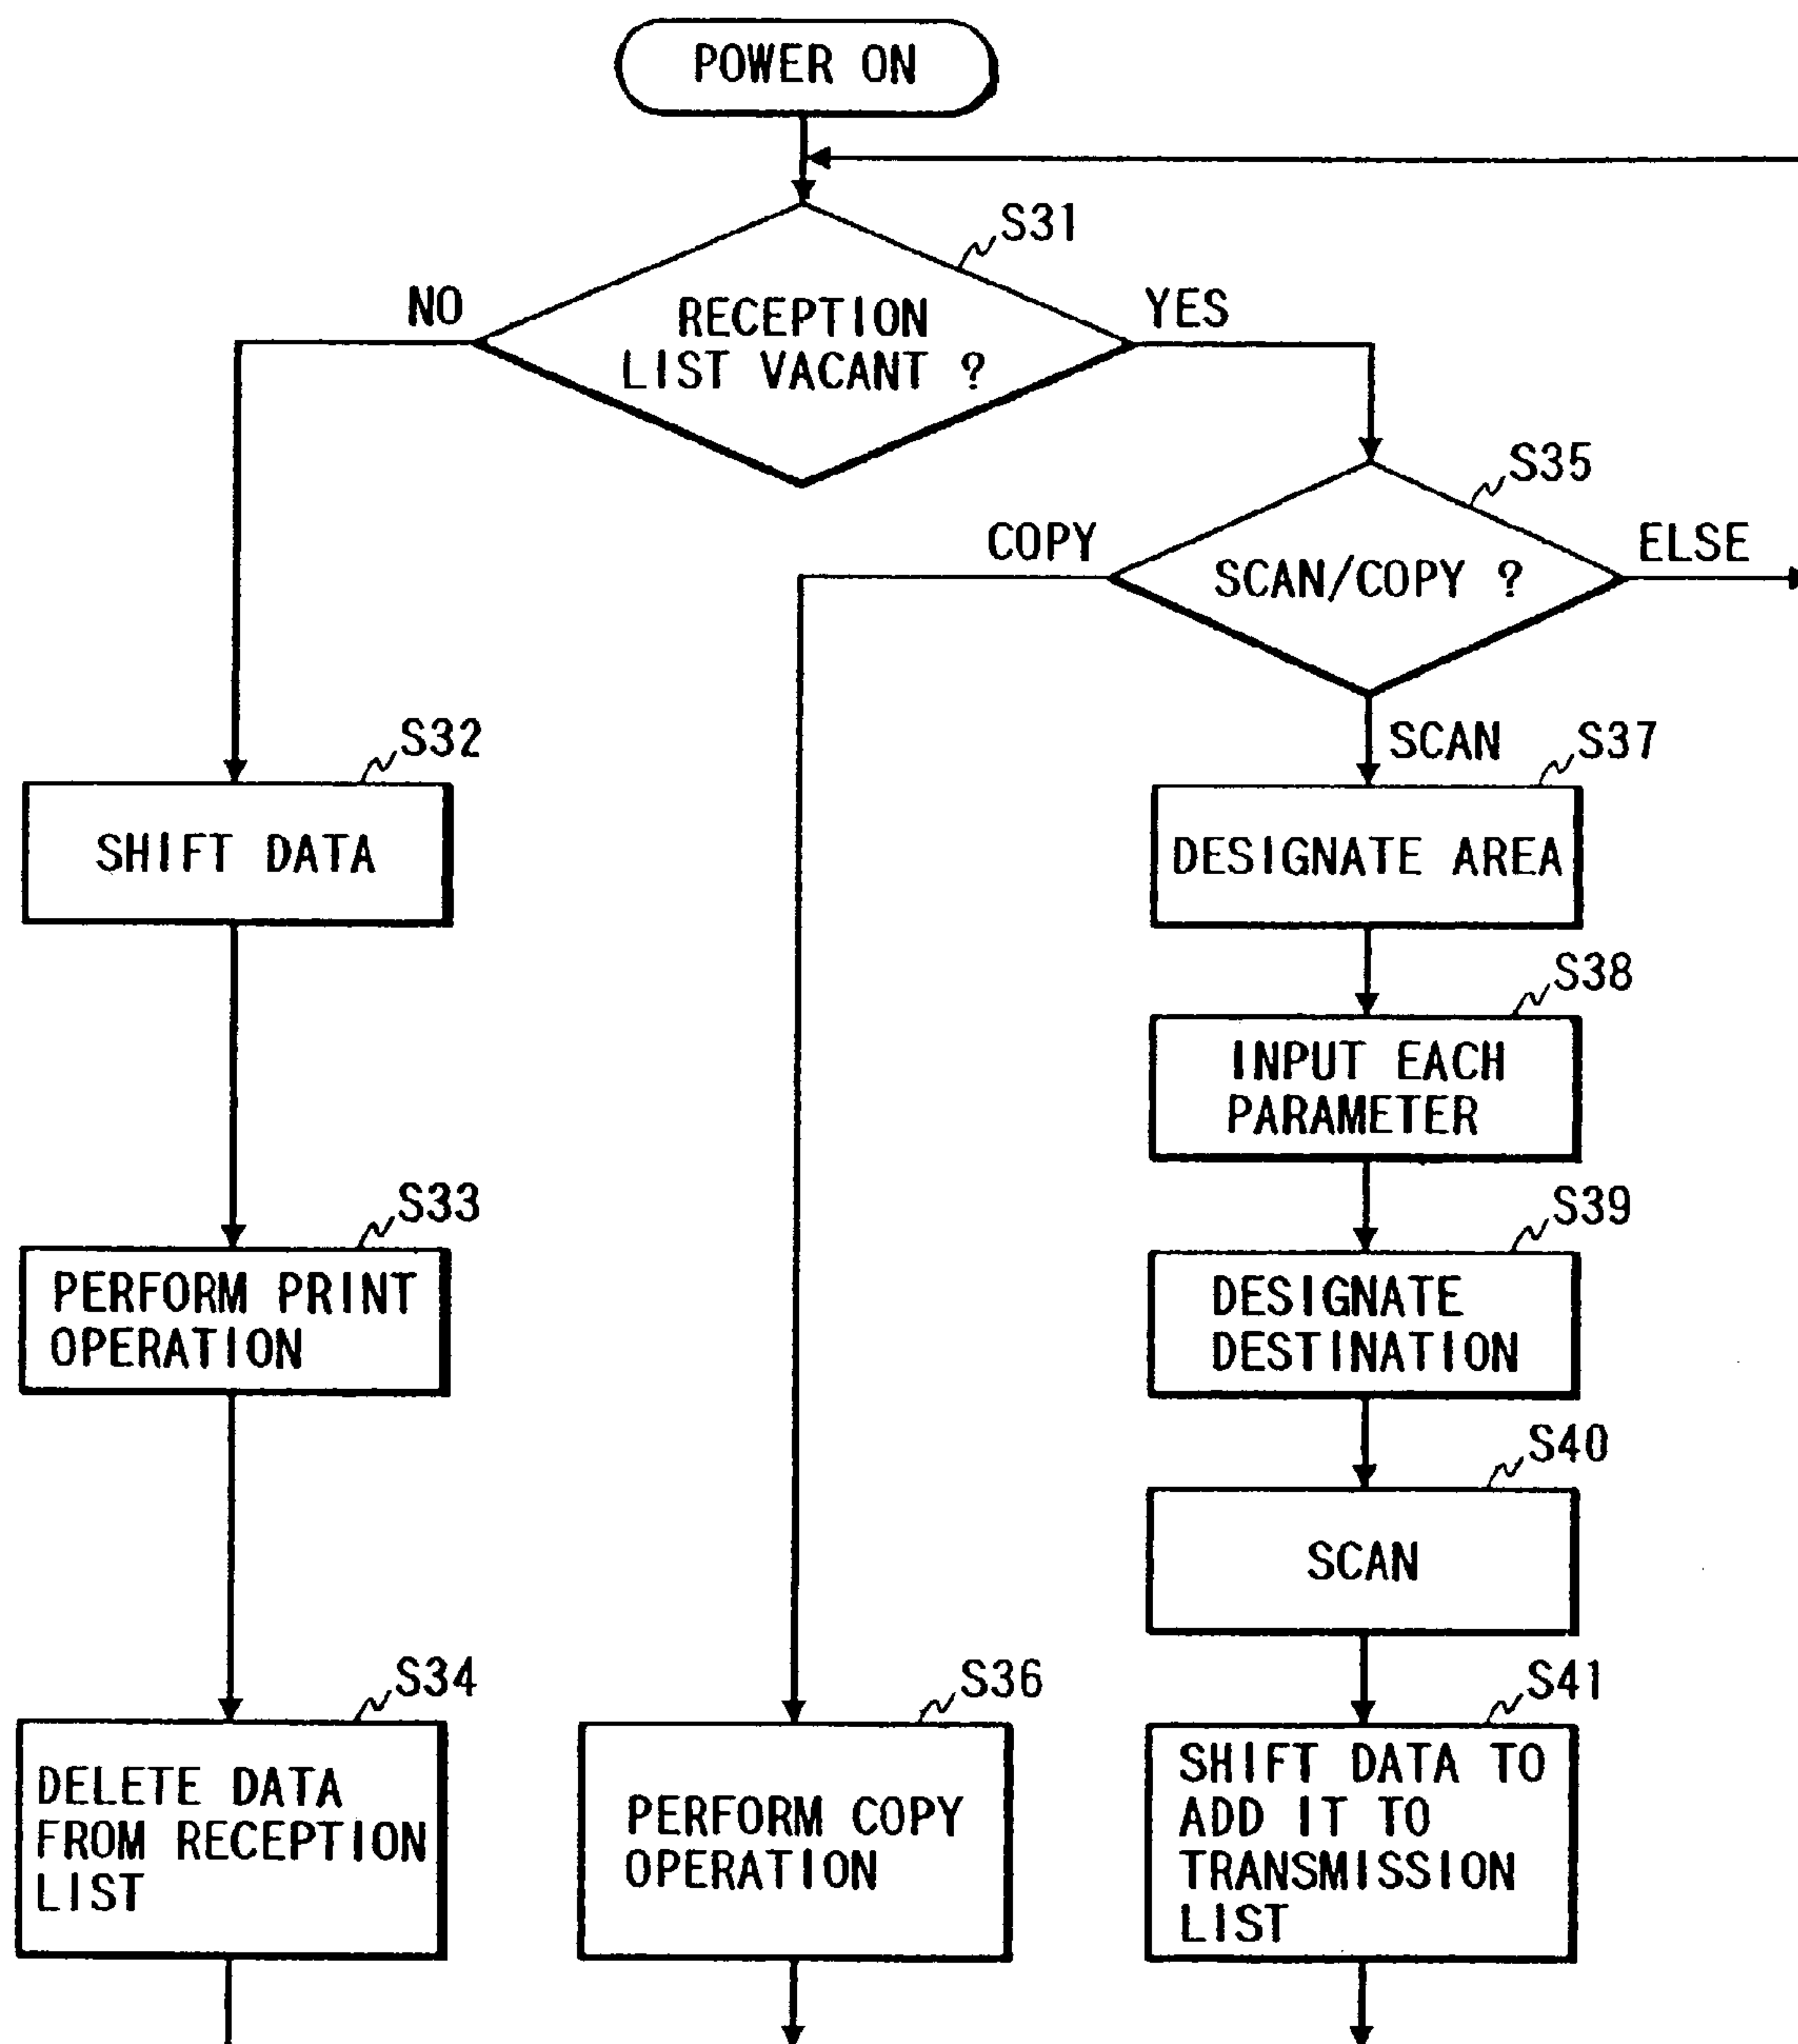 POWER ON
S31
NO
RECEPTION
LIST VACANT ?
YES
S35
COPY
SCAN/COPY ?
ELSE
SCAN
S32
SHIFT DATA
S37
DESIGNATE AREA
S38
INPUT EACH
PARAMETER
S33
PERFORM PRINT
OPERATION
S39
DESIGNATE
DESTINATION
S40
SCAN
S34
DELETE DATA
FROM RECEPTION
LIST
S36
PERFORM COPY
OPERATION
S41
SHIFT DATA TO
ADD IT TO
TRANSMISSION
LIST